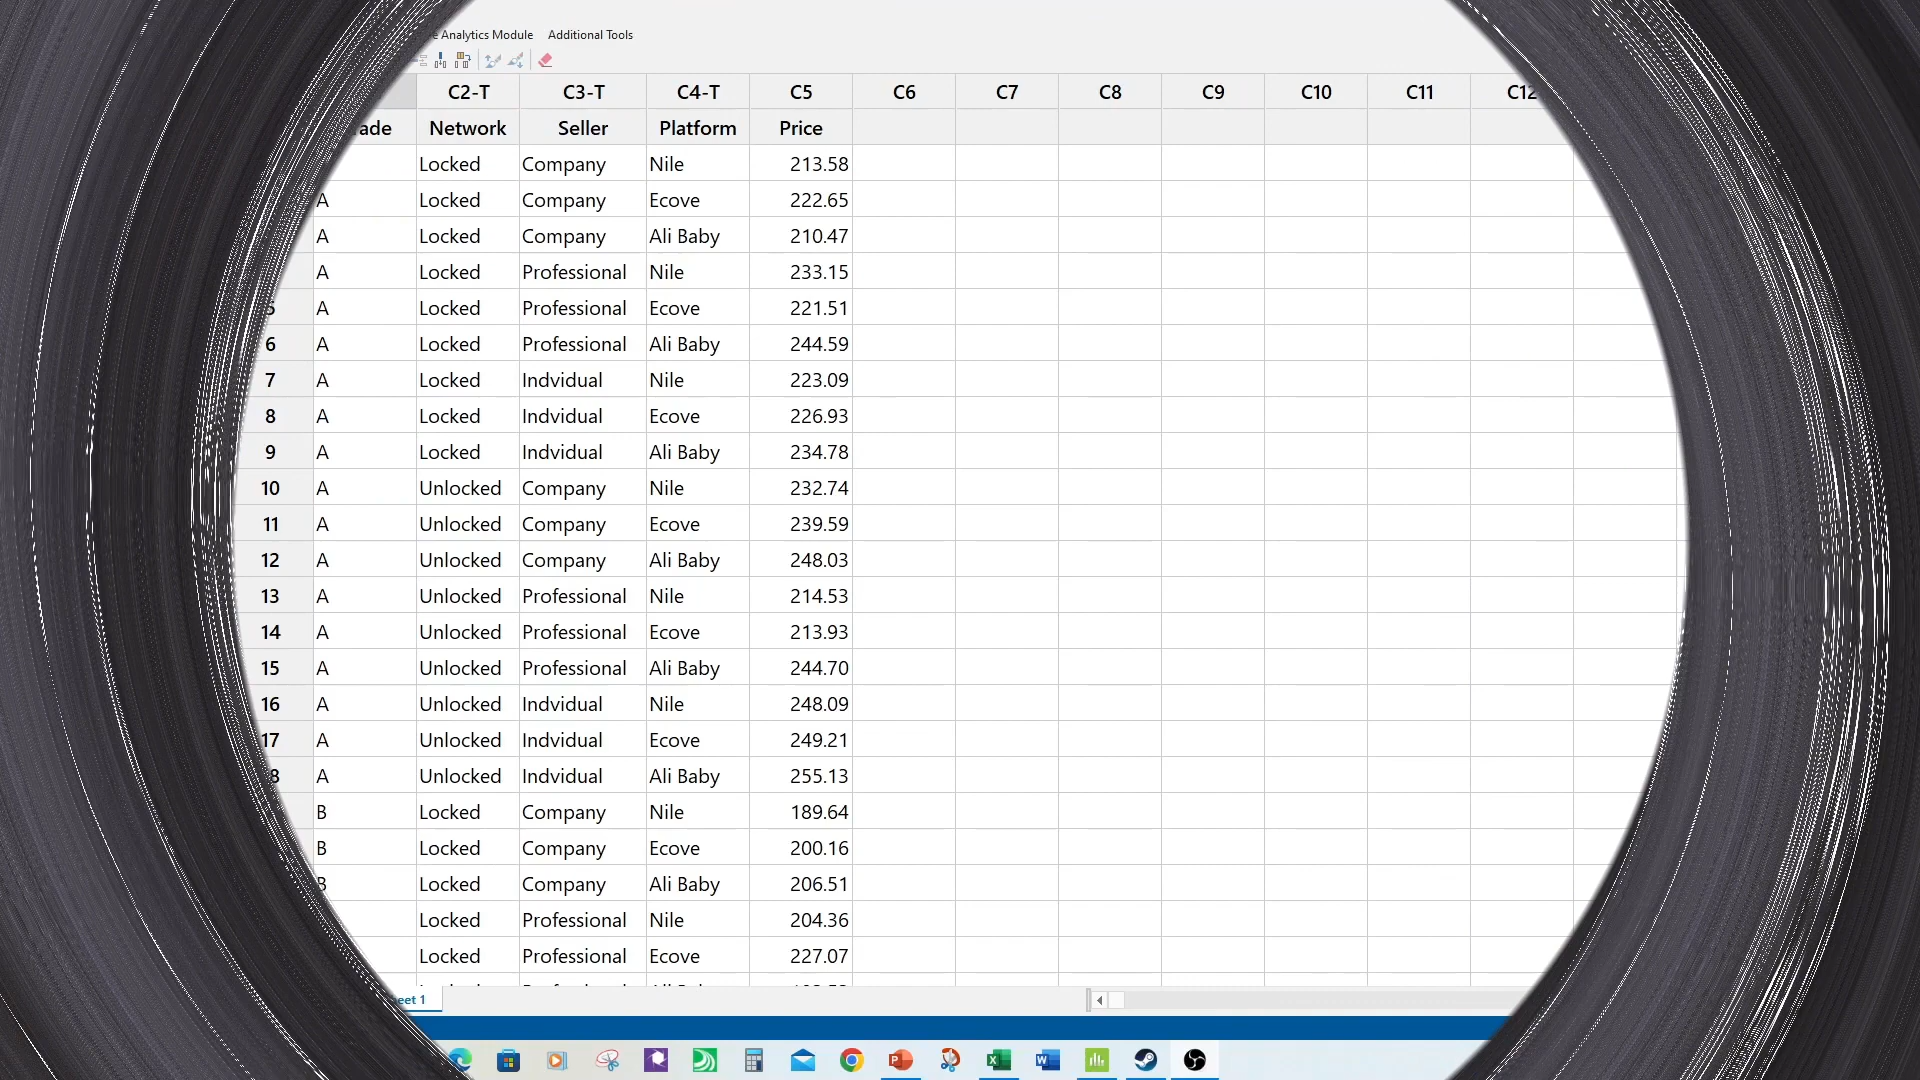 Analytics Module Additional Tools
C2-T C3-T C4-T C5 C6 C7 C8 C9 C10 C11 C12
ade Network Seller Platform Price
Locked Company Nile 213.58
A Locked Company Ecove 222.65
A Locked Company Ali Baby 210.47
A Locked Professional Nile 233.15
5 A Locked Professional Ecove 221.51
6 A Locked Professional Ali Baby 244.59
7 A Locked Indvidual Nile 223.09
8 A Locked Indvidual Ecove 226.93
9 A Locked Indvidual Ali Baby 234.78
10 A Unlocked Company Nile 232.74
11 A Unlocked Company Ecove 239.59
12 A Unlocked Company Ali Baby 248.03
13 A Unlocked Professional Nile 214.53
14 A Unlocked Professional Ecove 213.93
15 A Unlocked Professional Ali Baby 244.70
16 A Unlocked Indvidual Nile 248.09
17 A Unlocked Indvidual Ecove 249.21
8 A Unlocked Indvidual Ali Baby 255.13
B Locked Company Nile 189.64
B Locked Company Ecove 200.16
B Locked Company Ali Baby 206.51
Locked Professional Nile 204.36
Locked Professional Ecove 227.07
eet 1